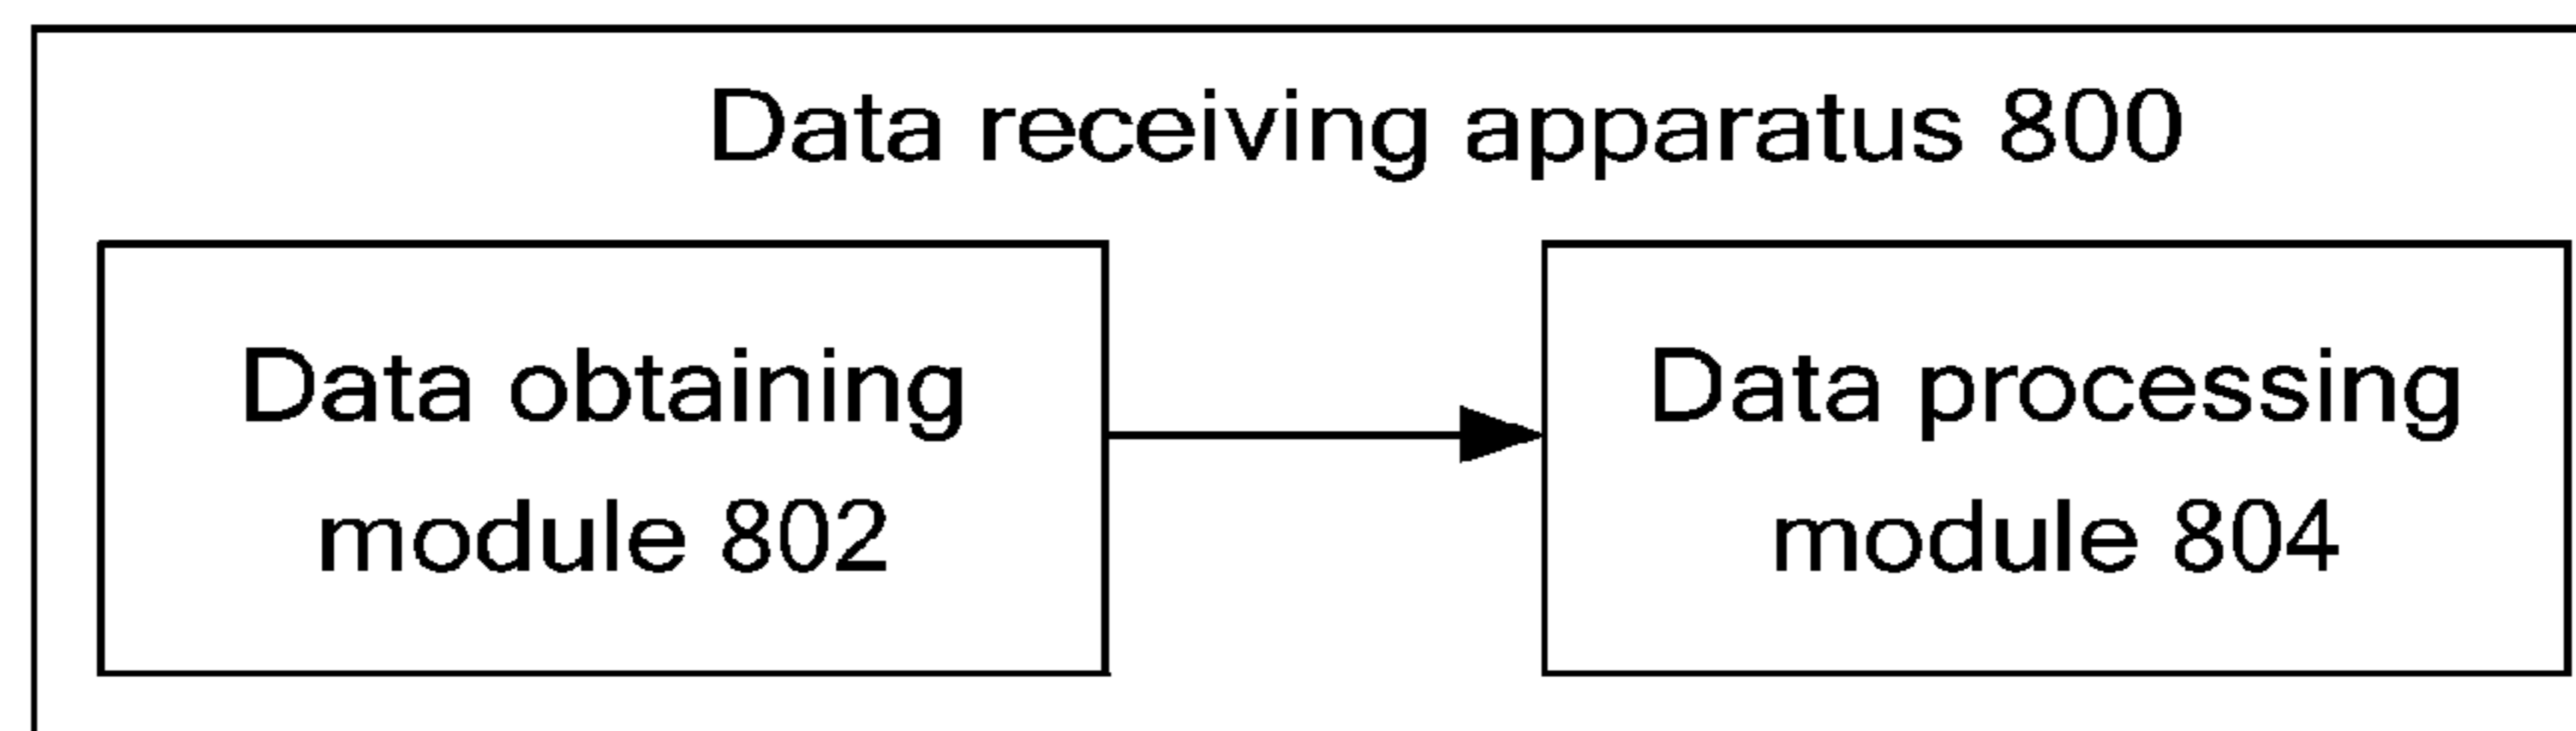 Data receiving apparatus 800
Data obtaining
module 802
Data processing
module 804